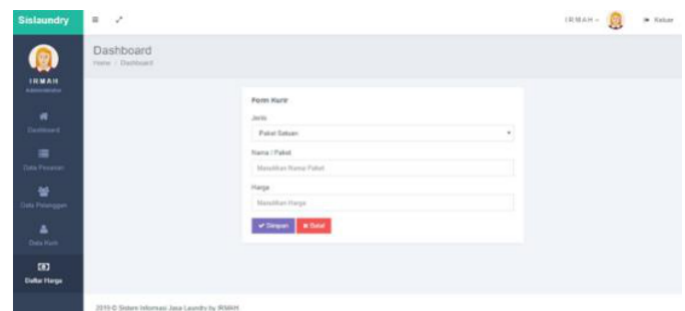 Sislaundry
IRMAH
Keluar
Dashboard
Home / Dashboard
IRMAH
Administrator
Dashboard
Data Pesanan
Data Pelanggan
Data Kurir
Daftar Harga
Form Kurir
Jenis
Paket Satuan
Nama / Paket
Masukkan Nama Paket
Harga
Masukkan Harga
Simpan
Batal
2019 © Sistem Informasi Jasa Laundry by IRMAH